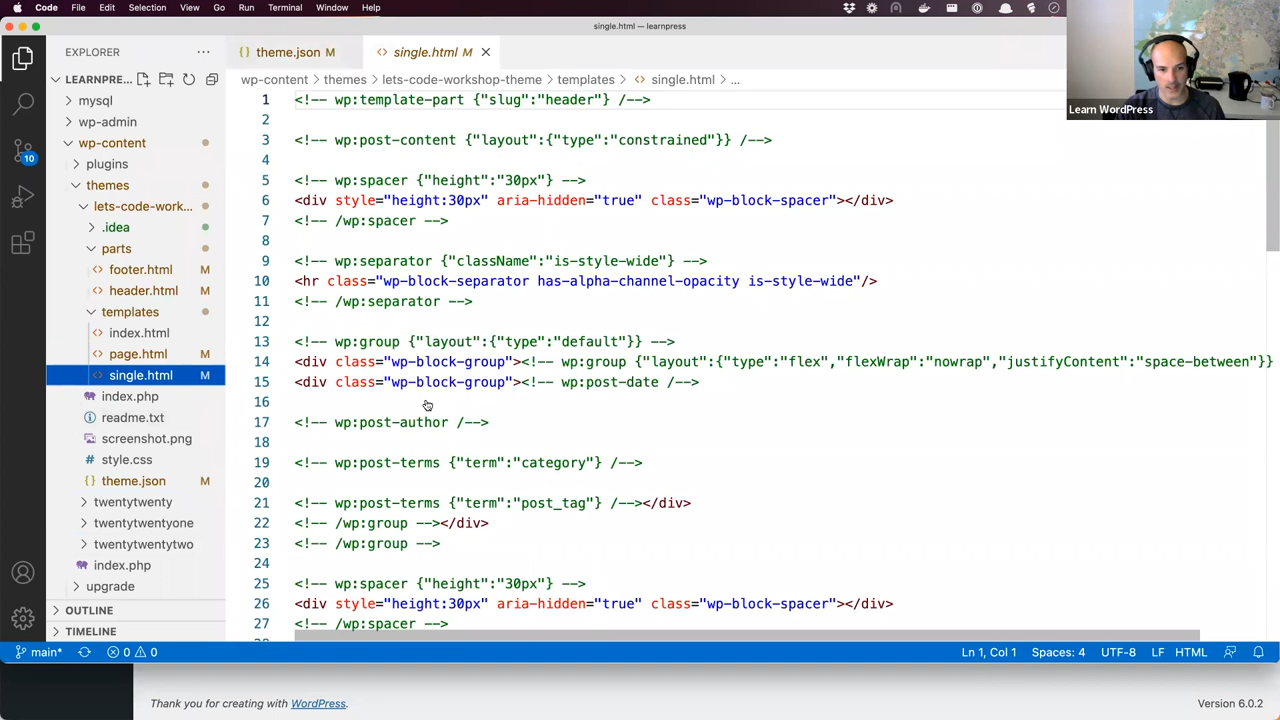 Code File Edit Selection View Go Run Terminal Window Help
single.html — learnpress
EXPLORER
theme.json M
single.html M
LEARNPRE...
wp-content themes lets-code-workshop-theme templates single.html ...
mysql
wp-admin
wp-content
plugins
themes
lets-code-work...
.idea
parts
footer.html M
header.html M
templates
index.html
page.html M
single.html M
index.php
readme.txt
screenshot.png
style.css
theme.json M
twentytwenty
twentytwentyone
twentytwentytwo
index.php
upgrade
OUTLINE
TIMELINE
10
1 <!-- wp:template-part {"slug":"header"} /-->
2
3 <!-- wp:post-content {"layout":{"type":"constrained"}} /-->
4
5 <!-- wp:spacer {"height":"30px"} -->
6 <div style="height:30px" aria-hidden="true" class="wp-block-spacer"></div>
7 <!-- /wp:spacer -->
8
9 <!-- wp:separator {"className":"is-style-wide"} -->
10 <hr class="wp-block-separator has-alpha-channel-opacity is-style-wide"/>
11 <!-- /wp:separator -->
12
13 <!-- wp:group {"layout":{"type":"default"}} -->
14 <div class="wp-block-group"><!-- wp:group {"layout":{"type":"flex","flexWrap":"nowrap","justifyContent":"space-between"}}
15 <div class="wp-block-group"><!-- wp:post-date /-->
16
17 <!-- wp:post-author /-->
18
19 <!-- wp:post-terms {"term":"category"} /-->
20
21 <!-- wp:post-terms {"term":"post_tag"} /--></div>
22 <!-- /wp:group --></div>
23 <!-- /wp:group -->
24
25 <!-- wp:spacer {"height":"30px"} -->
26 <div style="height:30px" aria-hidden="true" class="wp-block-spacer"></div>
27 <!-- /wp:spacer -->
Learn WordPress
main* 0 0 Ln 1, Col 1 Spaces: 4 UTF-8 LF HTML
Thank you for creating with WordPress. Version 6.0.2